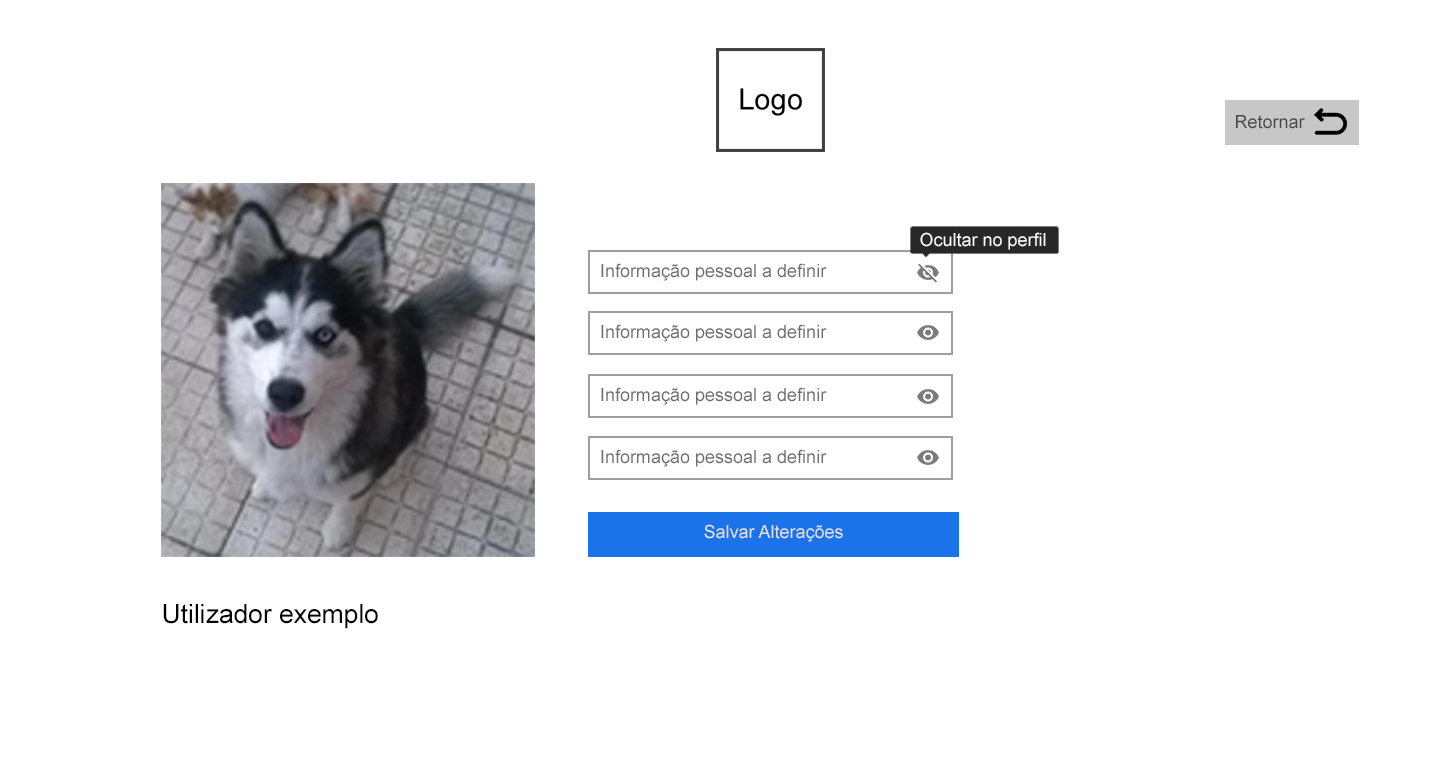 Logo
Retornar
Ocultar no perfil
Informação pessoal a definir
Informação pessoal a definir
Informação pessoal a definir
Informação pessoal a definir
Salvar Alterações
Utilizador exemplo